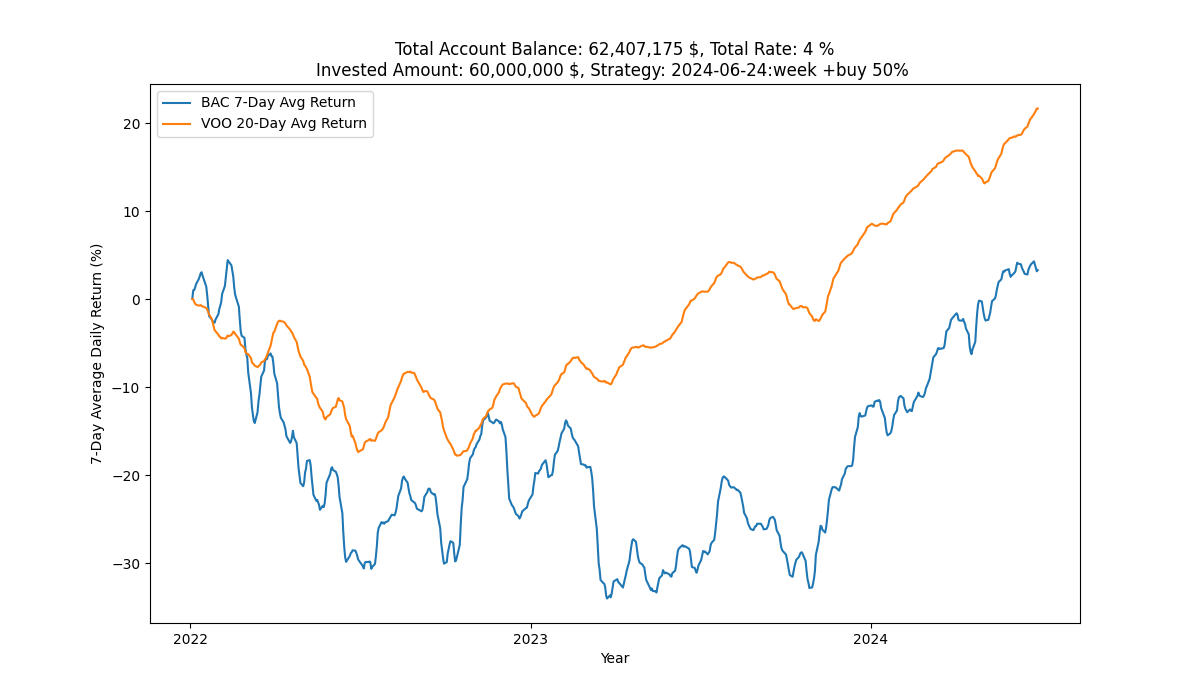 Total Account Balance: 62,407,175 $, Total Rate: 4 %
Invested Amount: 60,000,000 $, Strategy: 2024-06-24:week +buy 50%
BAC 7-Day Avg Return
VOO 20-Day Avg Return
7-Day Average Daily Return (%)
20
10
0
−10
−20
−30
2022
2023
2024
Year